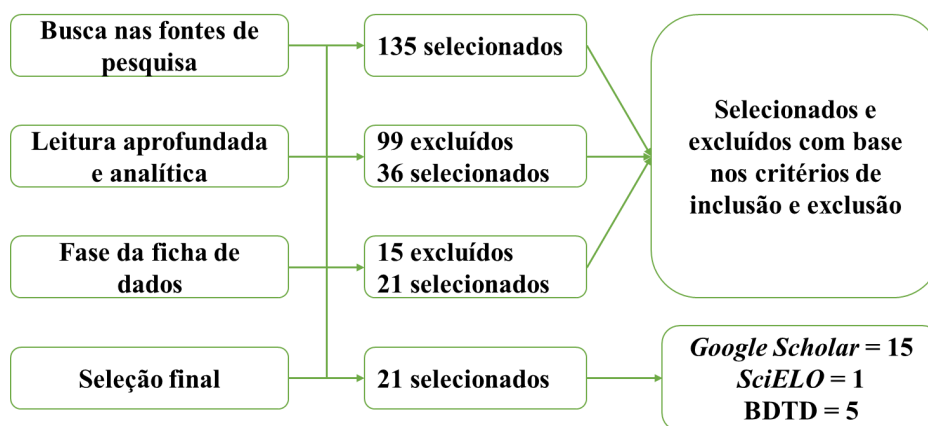 Busca nas fontes de
pesquisa
135 selecionados
Leitura aprofundada
e analítica
99 excluídos
36 selecionados
Fase da ficha de
dados
15 excluídos
21 selecionados
Selecionados e
excluídos com base
nos critérios de
inclusão e exclusão
Seleção final
21 selecionados
Google Scholar = 15
SciELO = 1
BDTD = 5